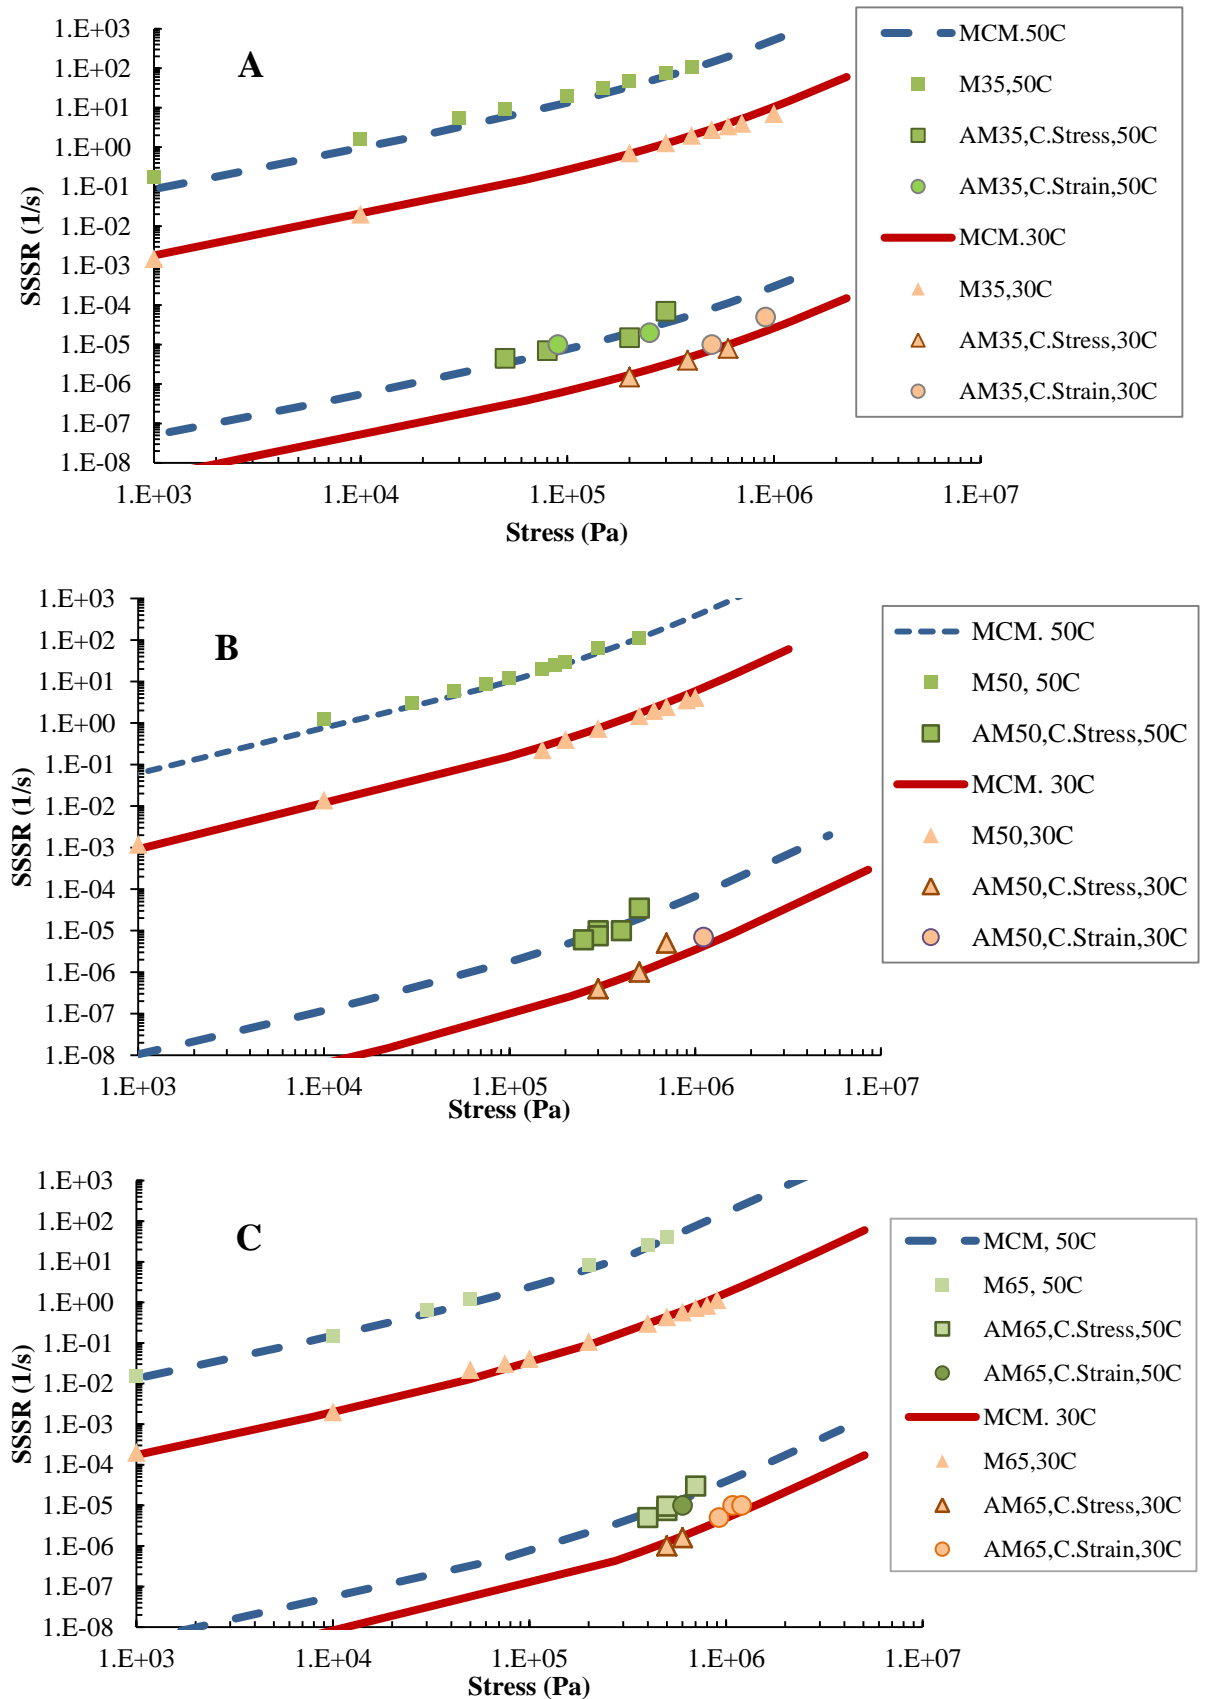 A
1.E+03
1.E+02
1.E+01
1.E+00
1.E-01
1.E-02
1.E-03
1.E-04
1.E-05
1.E-06
1.E-07
1.E-08
SSSR (1/s)
1.E+03 1.E+04 1.E+05 1.E+06 1.E+07
Stress (Pa)
MCM.50C
M35,50C
AM35,C.Stress,50C
AM35,C.Strain,50C
MCM.30C
M35,30C
AM35,C.Stress,30C
AM35,C.Strain,30C
B
1.E+03
1.E+02
1.E+01
1.E+00
1.E-01
1.E-02
1.E-03
1.E-04
1.E-05
1.E-06
1.E-07
1.E-08
SSSR (1/s)
1.E+03 1.E+04 1.E+05 1.E+06 1.E+07
Stress (Pa)
MCM. 50C
M50, 50C
AM50,C.Stress,50C
MCM. 30C
M50,30C
AM50,C.Stress,30C
AM50,C.Strain,30C
C
1.E+03
1.E+02
1.E+01
1.E+00
1.E-01
1.E-02
1.E-03
1.E-04
1.E-05
1.E-06
1.E-07
1.E-08
SSSR (1/s)
1.E+03 1.E+04 1.E+05 1.E+06 1.E+07
Stress (Pa)
MCM, 50C
M65, 50C
AM65,C.Stress,50C
AM65,C.Strain,50C
MCM. 30C
M65,30C
AM65,C.Stress,30C
AM65,C.Strain,30C